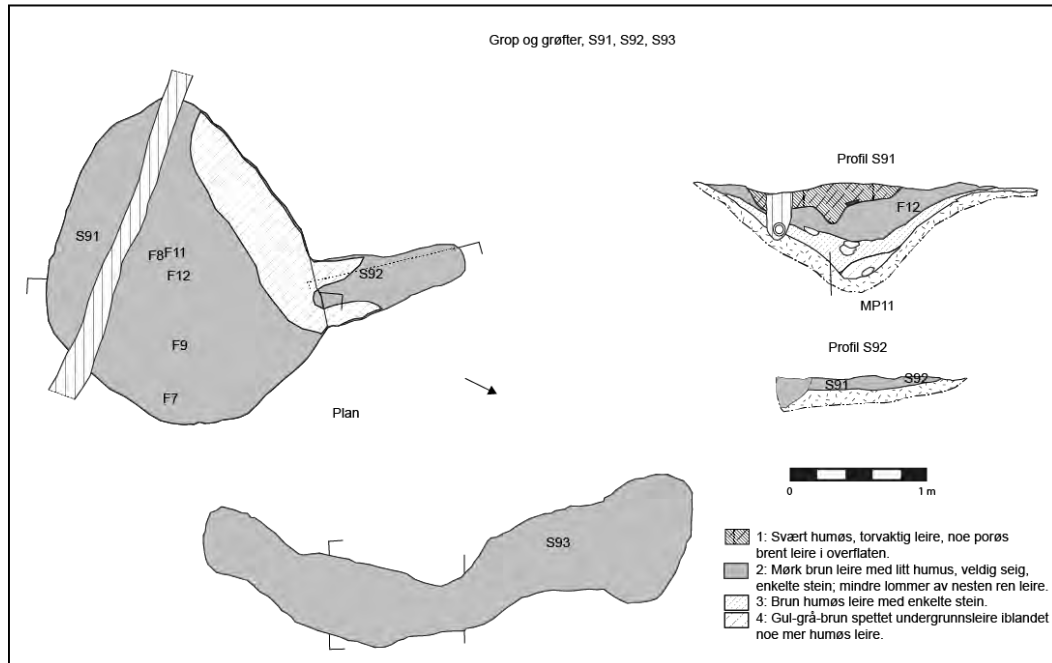 Grop og grøfter, S91, S92, S93
Profil S91
S91
F8
F11
F12
F12
S92
MP11
F9
Profil S92
S91
S92
F7
Plan
0
1 m
S93
1: Svært humøs, torvaktig leire, noe porøs
brent leire i overflaten.
2: Mørk brun leire med litt humus, veldig seig,
enkelte stein; mindre lommer av nesten ren leire.
3: Brun humøs leire med enkelte stein.
4: Gul-grå-brun spettet undergrunnsleire iblandet
noe mer humøs leire.